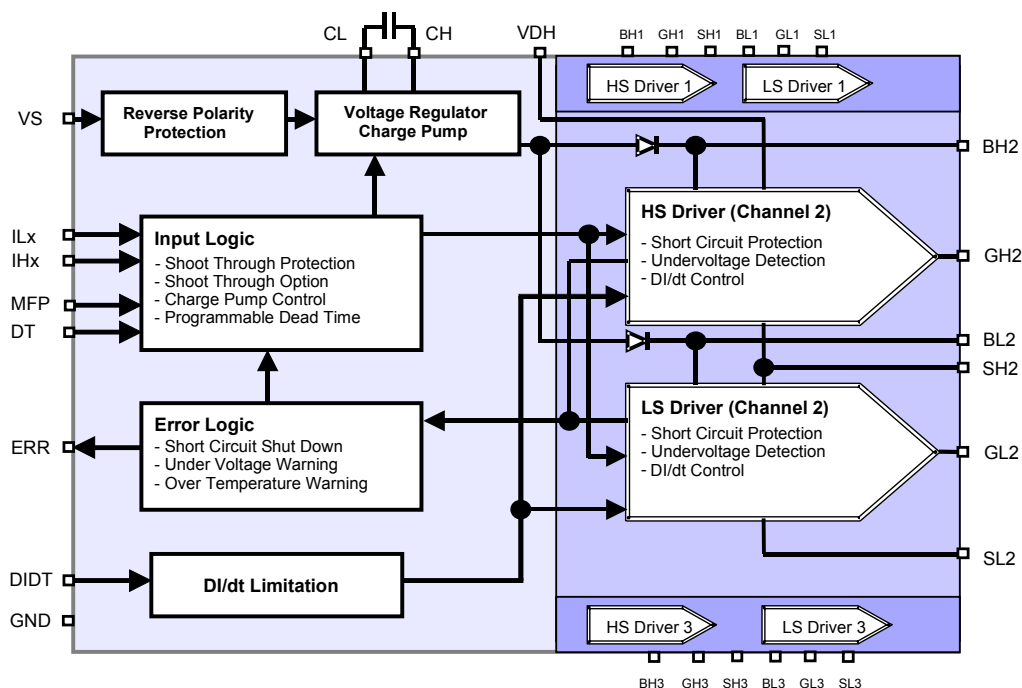 CL
CH
VDH
BH1
GH1
SH1
BL1
GL1
SL1
HS Driver 1
LS Driver 1
VS
Reverse Polarity
Protection
Voltage Regulator
Charge Pump
BH2
ILx
IHx
MFP
DT
Input Logic
- Shoot Through Protection
- Shoot Through Option
- Charge Pump Control
- Programmable Dead Time
HS Driver (Channel 2)
- Short Circuit Protection
- Undervoltage Detection
- DI/dt Control
GH2
BL2
SH2
ERR
Error Logic
- Short Circuit Shut Down
- Under Voltage Warning
- Over Temperature Warning
LS Driver (Channel 2)
- Short Circuit Protection
- Undervoltage Detection
- DI/dt Control
GL2
SL2
DIDT
DI/dt Limitation
GND
HS Driver 3
LS Driver 3
BH3
GH3
SH3
BL3
GL3
SL3